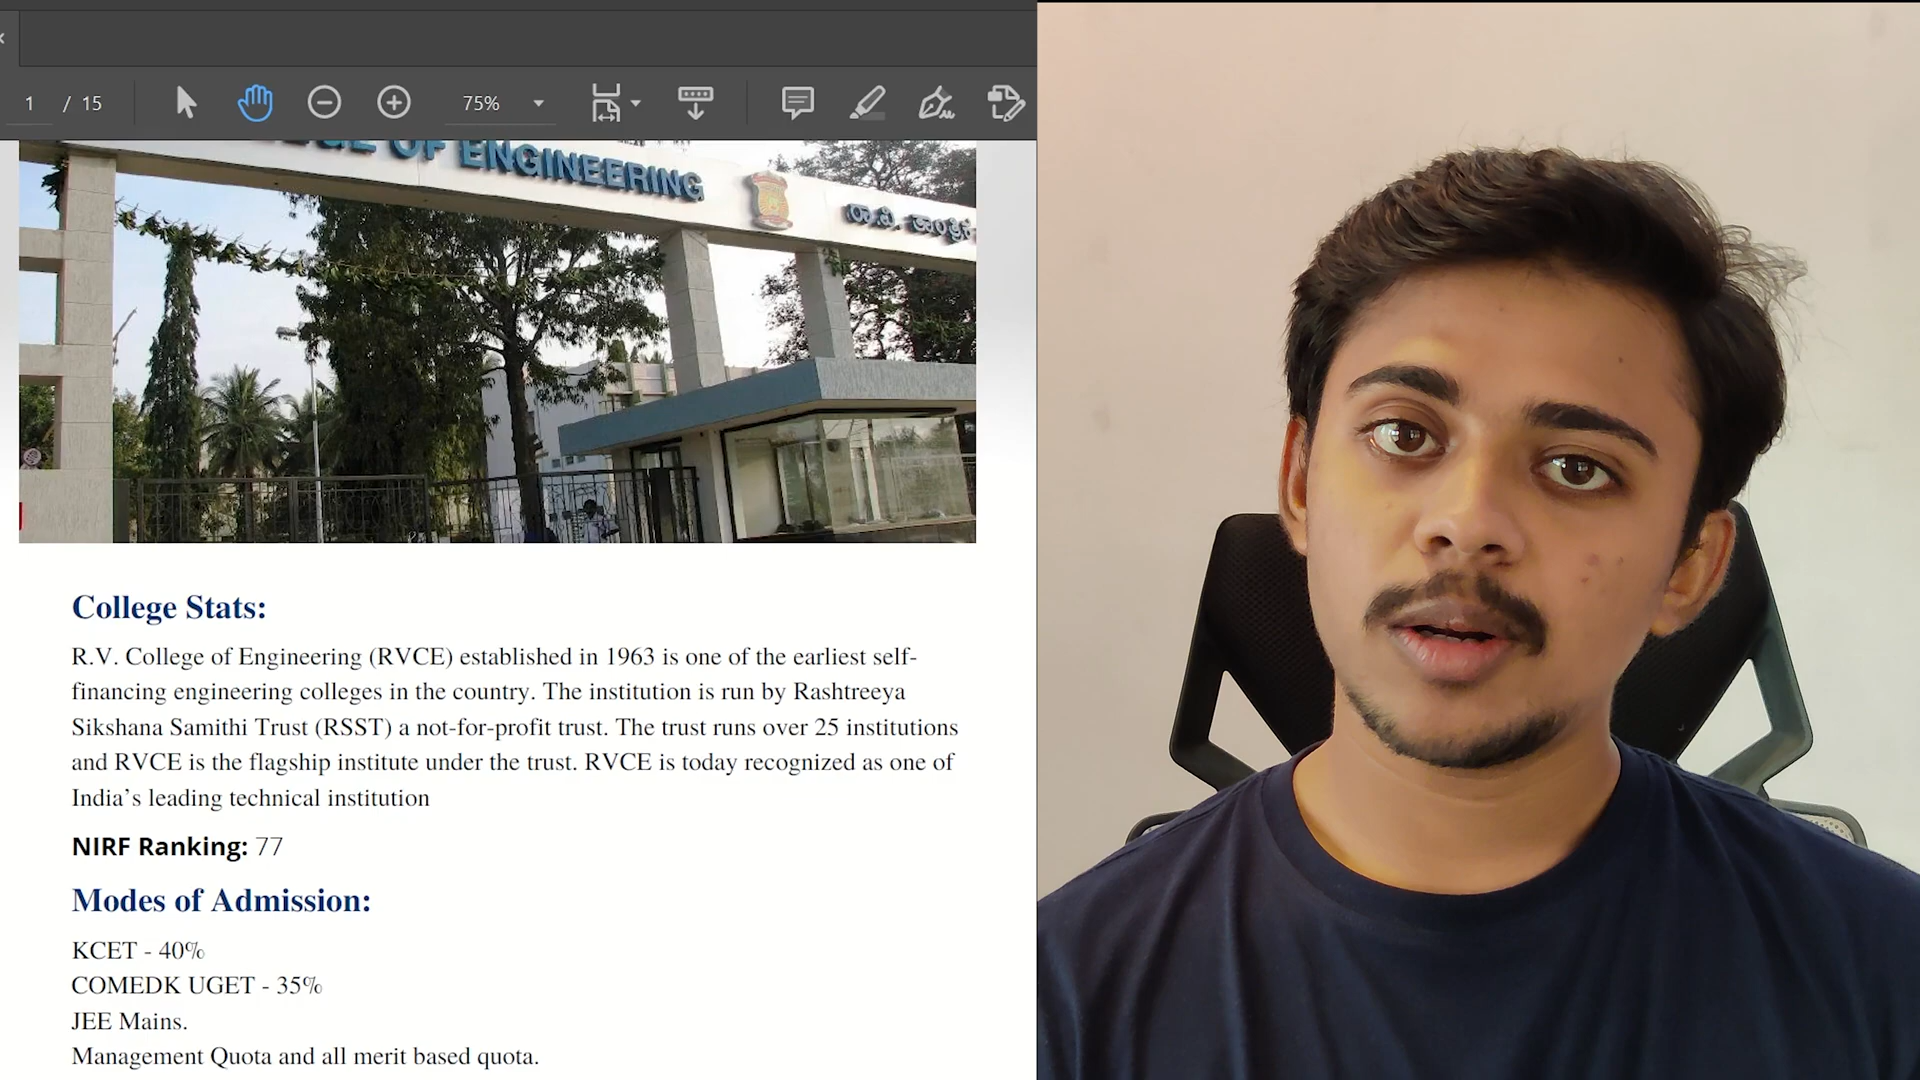 1 / 15
75%
OF ENGINEERING
College Stats:
R.V. College of Engineering (RVCE) established in 1963 is one of the earliest self-
financing engineering colleges in the country. The institution is run by Rashtreeya
Sikshana Samithi Trust (RSST) a not-for-profit trust. The trust runs over 25 institutions
and RVCE is the flagship institute under the trust. RVCE is today recognized as one of
India’s leading technical institution
NIRF Ranking: 77
Modes of Admission:
KCET - 40%
COMEDK UGET - 35%
JEE Mains.
Management Quota and all merit based quota.